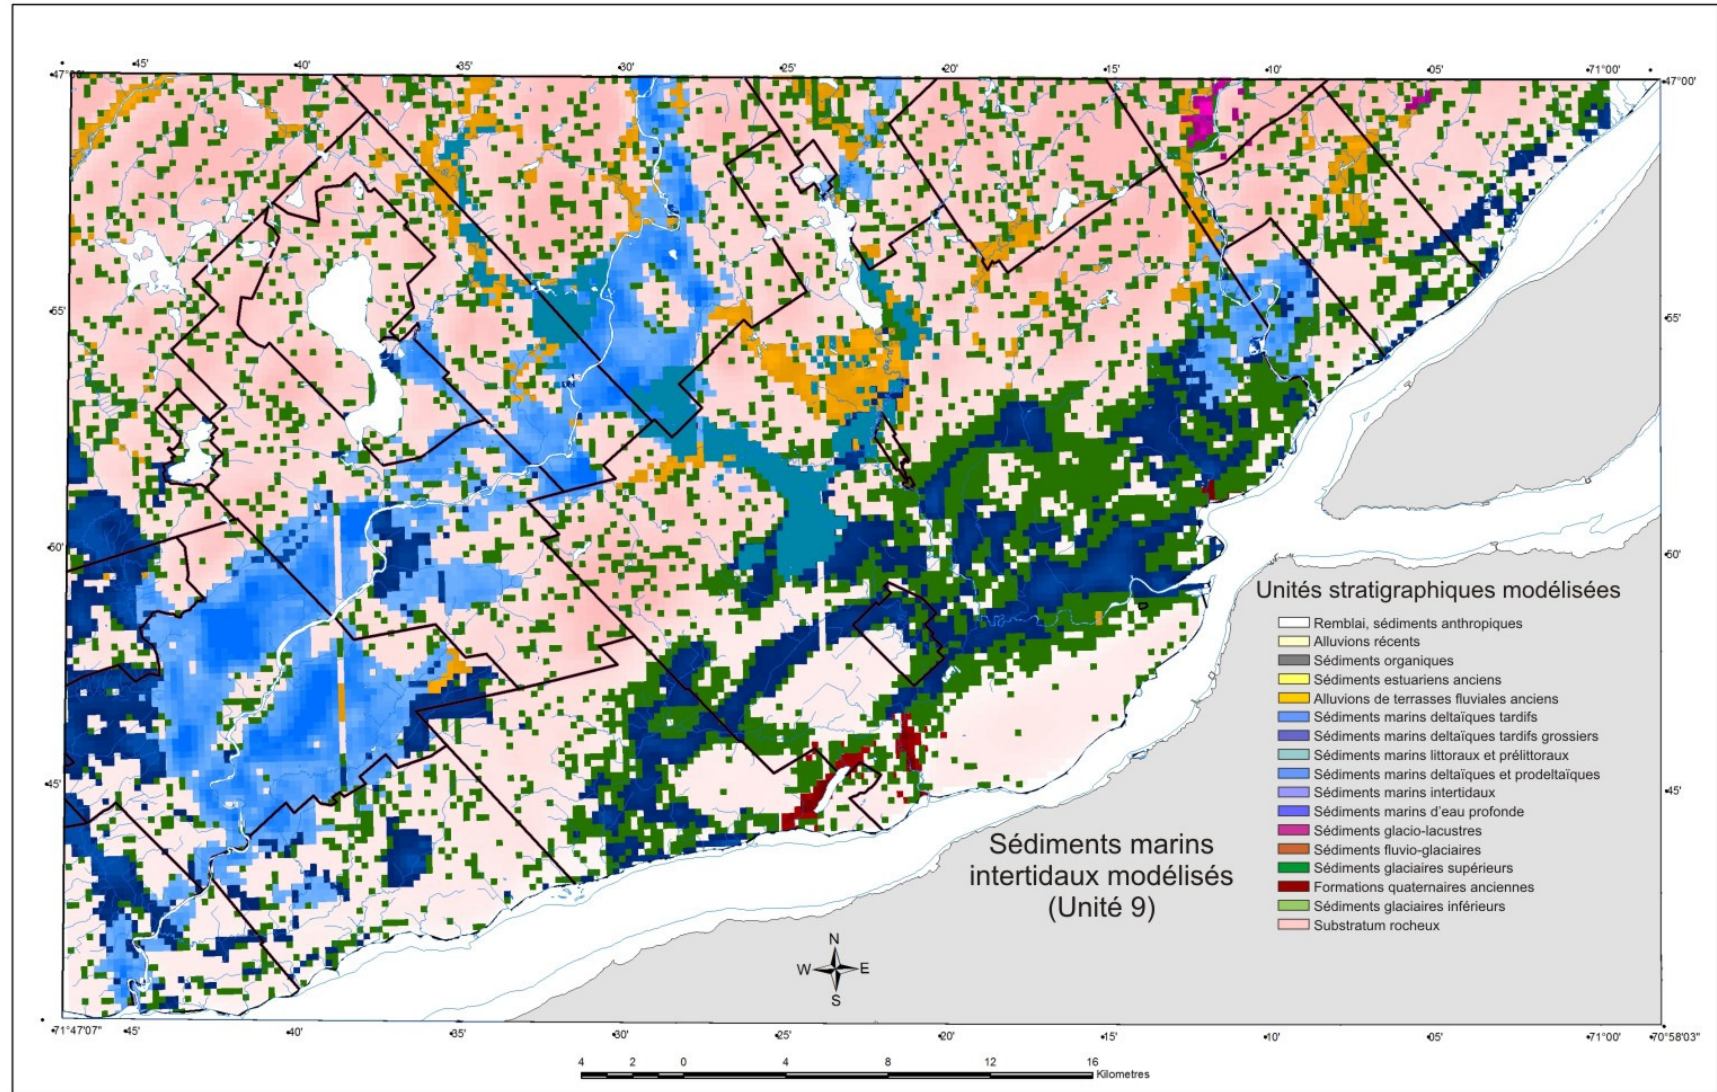 45'
40'
35'
30'
25'
20'
15'
10'
05'
71°00'
47°00'
47°00'
55'
55'
50'
50'
45'
45'
Unités stratigraphiques modélisées
Remblai, sédiments anthropiques
Alluvions récents
Sédiments organiques
Sédiments estuariens anciens
Alluvions de terrasses fluviales anciens
Sédiments marins deltaïques tardifs
Sédiments marins deltaïques tardifs grossiers
Sédiments marins littoraux et prélittoraux
Sédiments marins deltaïques et prodeltaïques
Sédiments marins intertidaux
Sédiments marins d'eau profonde
Sédiments glacio-lacustres
Sédiments fluvio-glaciaires
Sédiments glaciaires supérieurs
Formations quaternaires anciennes
Sédiments glaciaires inférieurs
Substratum rocheux
Sédiments marins
intertidaux modélisés
(Unité 9)
N
W E
S
71°47'07"
45'
40'
35'
30'
25'
20'
15'
10'
05'
71°00'
70°58'03"
4 2 0 4 8 12 16
Kilometres